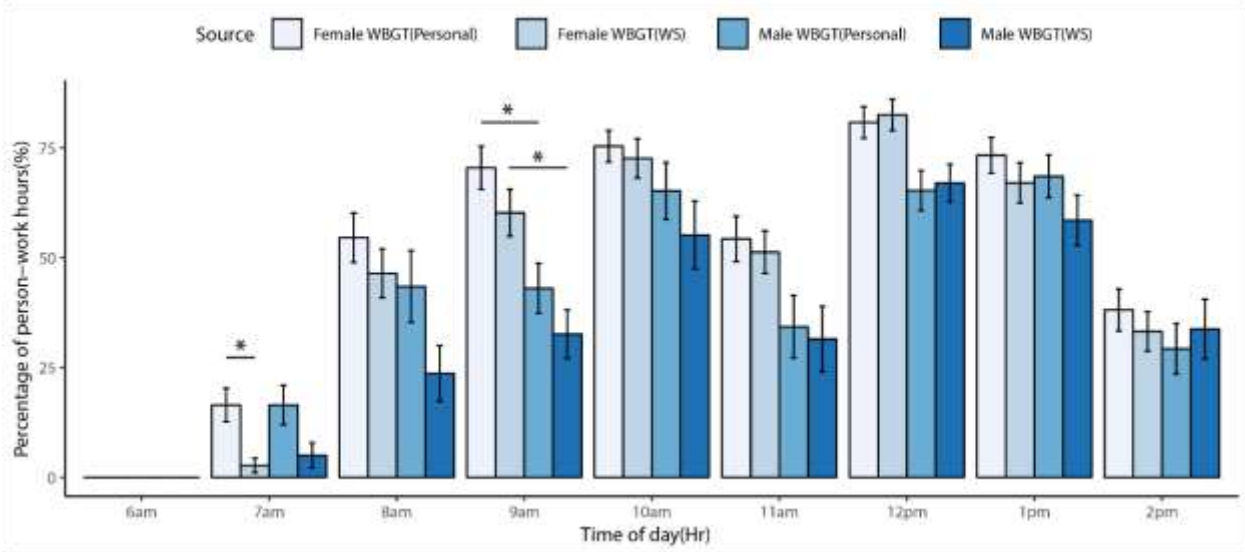 Source Female WBGT(Personal) Female WBGT(WS) Male WBGT(Personal) Male WBGT(WS)
Percentage of person-work hours(%)
75
50
25
0
*
*
*
6am 7am 8am 9am 10am 11am 12pm 1pm 2pm
Time of day(Hr)